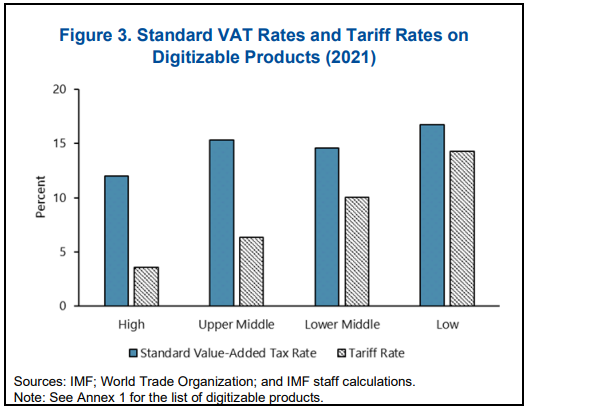 Figure 3. Standard VAT Rates and Tariff Rates on
Digitizable Products (2021)
20
15
10
5
0
Percent
High Upper Middle Lower Middle Low
Standard Value-Added Tax Rate Tariff Rate
Sources: IMF; World Trade Organization; and IMF staff calculations.
Note: See Annex 1 for the list of digitizable products.